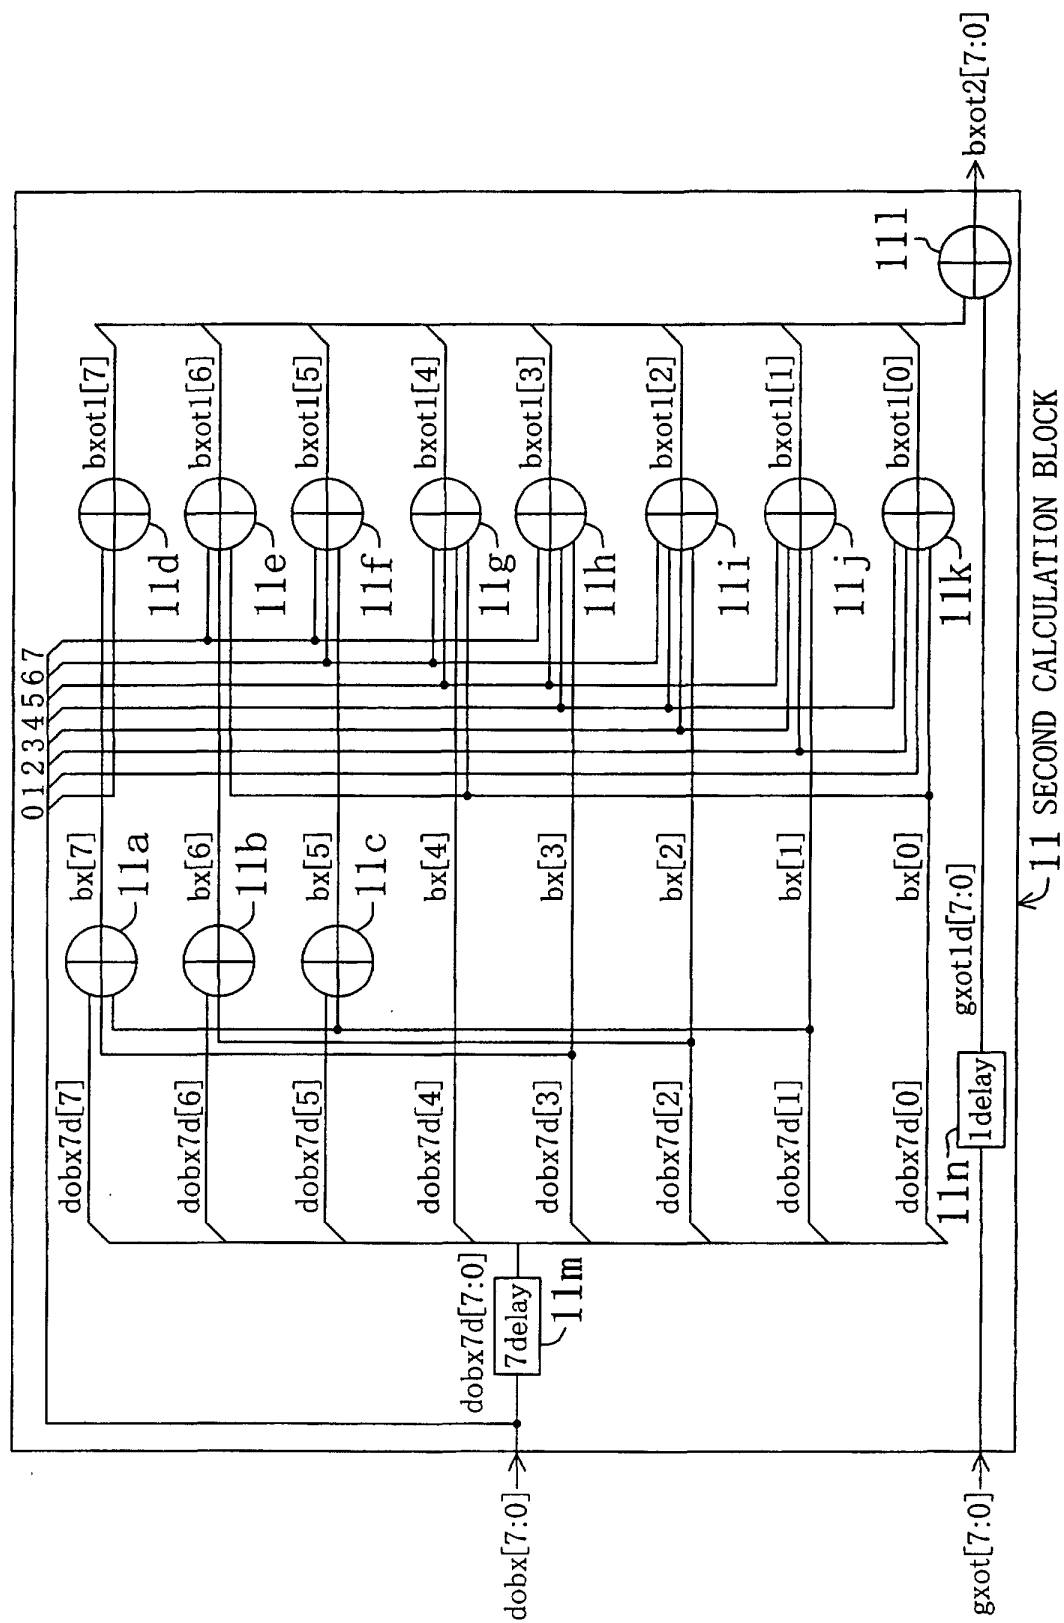 dobx[7:0]
gxot[7:0]
dobx7d[7:0]
7delay
11m
0 1 2 3 4 5 6 7
dobx7d[7]
bx[7]
11a
11d
bxot1[7]
dobx7d[6]
bx[6]
11b
11e
bxot1[6]
dobx7d[5]
bx[5]
11c
11f
bxot1[5]
dobx7d[4]
bx[4]
11g
bxot1[4]
dobx7d[3]
bx[3]
11h
bxot1[3]
dobx7d[2]
bx[2]
11i
bxot1[2]
dobx7d[1]
bx[1]
11j
bxot1[1]
dobx7d[0]
bx[0]
11k
bxot1[0]
11n
1delay
gxot1d[7:0]
11l
bxot2[7:0]
11 SECOND CALCULATION BLOCK